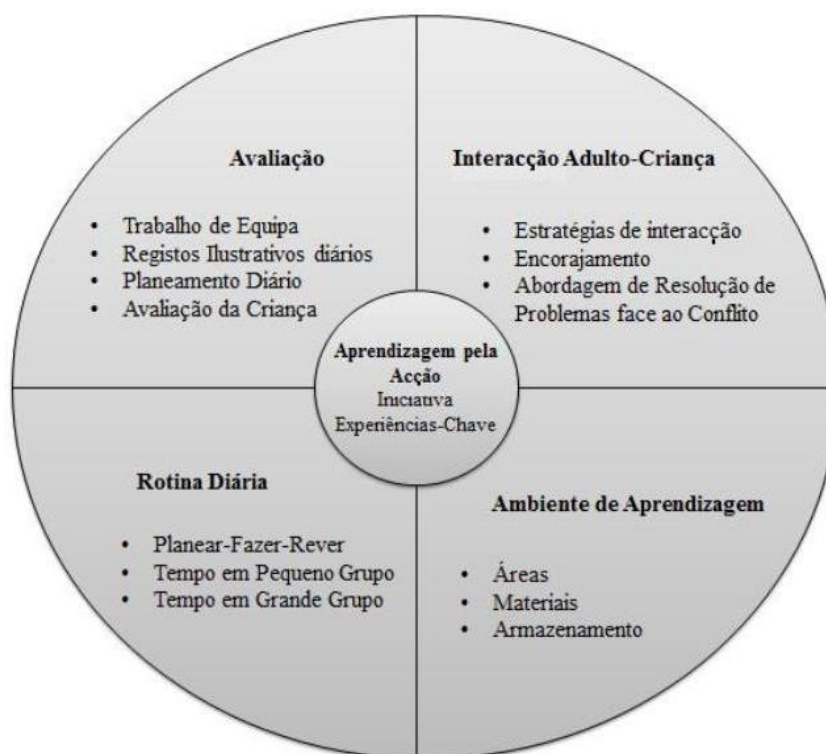 Avaliação
• Trabalho de Equipa
• Registos Ilustrativos diários
• Planeamento Diário
• Avaliação da Criança
Interacção Adulto-Criança
• Estratégias de interacção
• Encorajamento
• Abordagem de Resolução de
Problemas face ao Conflito
Aprendizagem pela
Acção
Iniciativa
Experiências-Chave
Rotina Diária
• Planear-Fazer-Rever
• Tempo em Pequeno Grupo
• Tempo em Grande Grupo
Ambiente de Aprendizagem
• Áreas
• Materiais
• Armazenamento